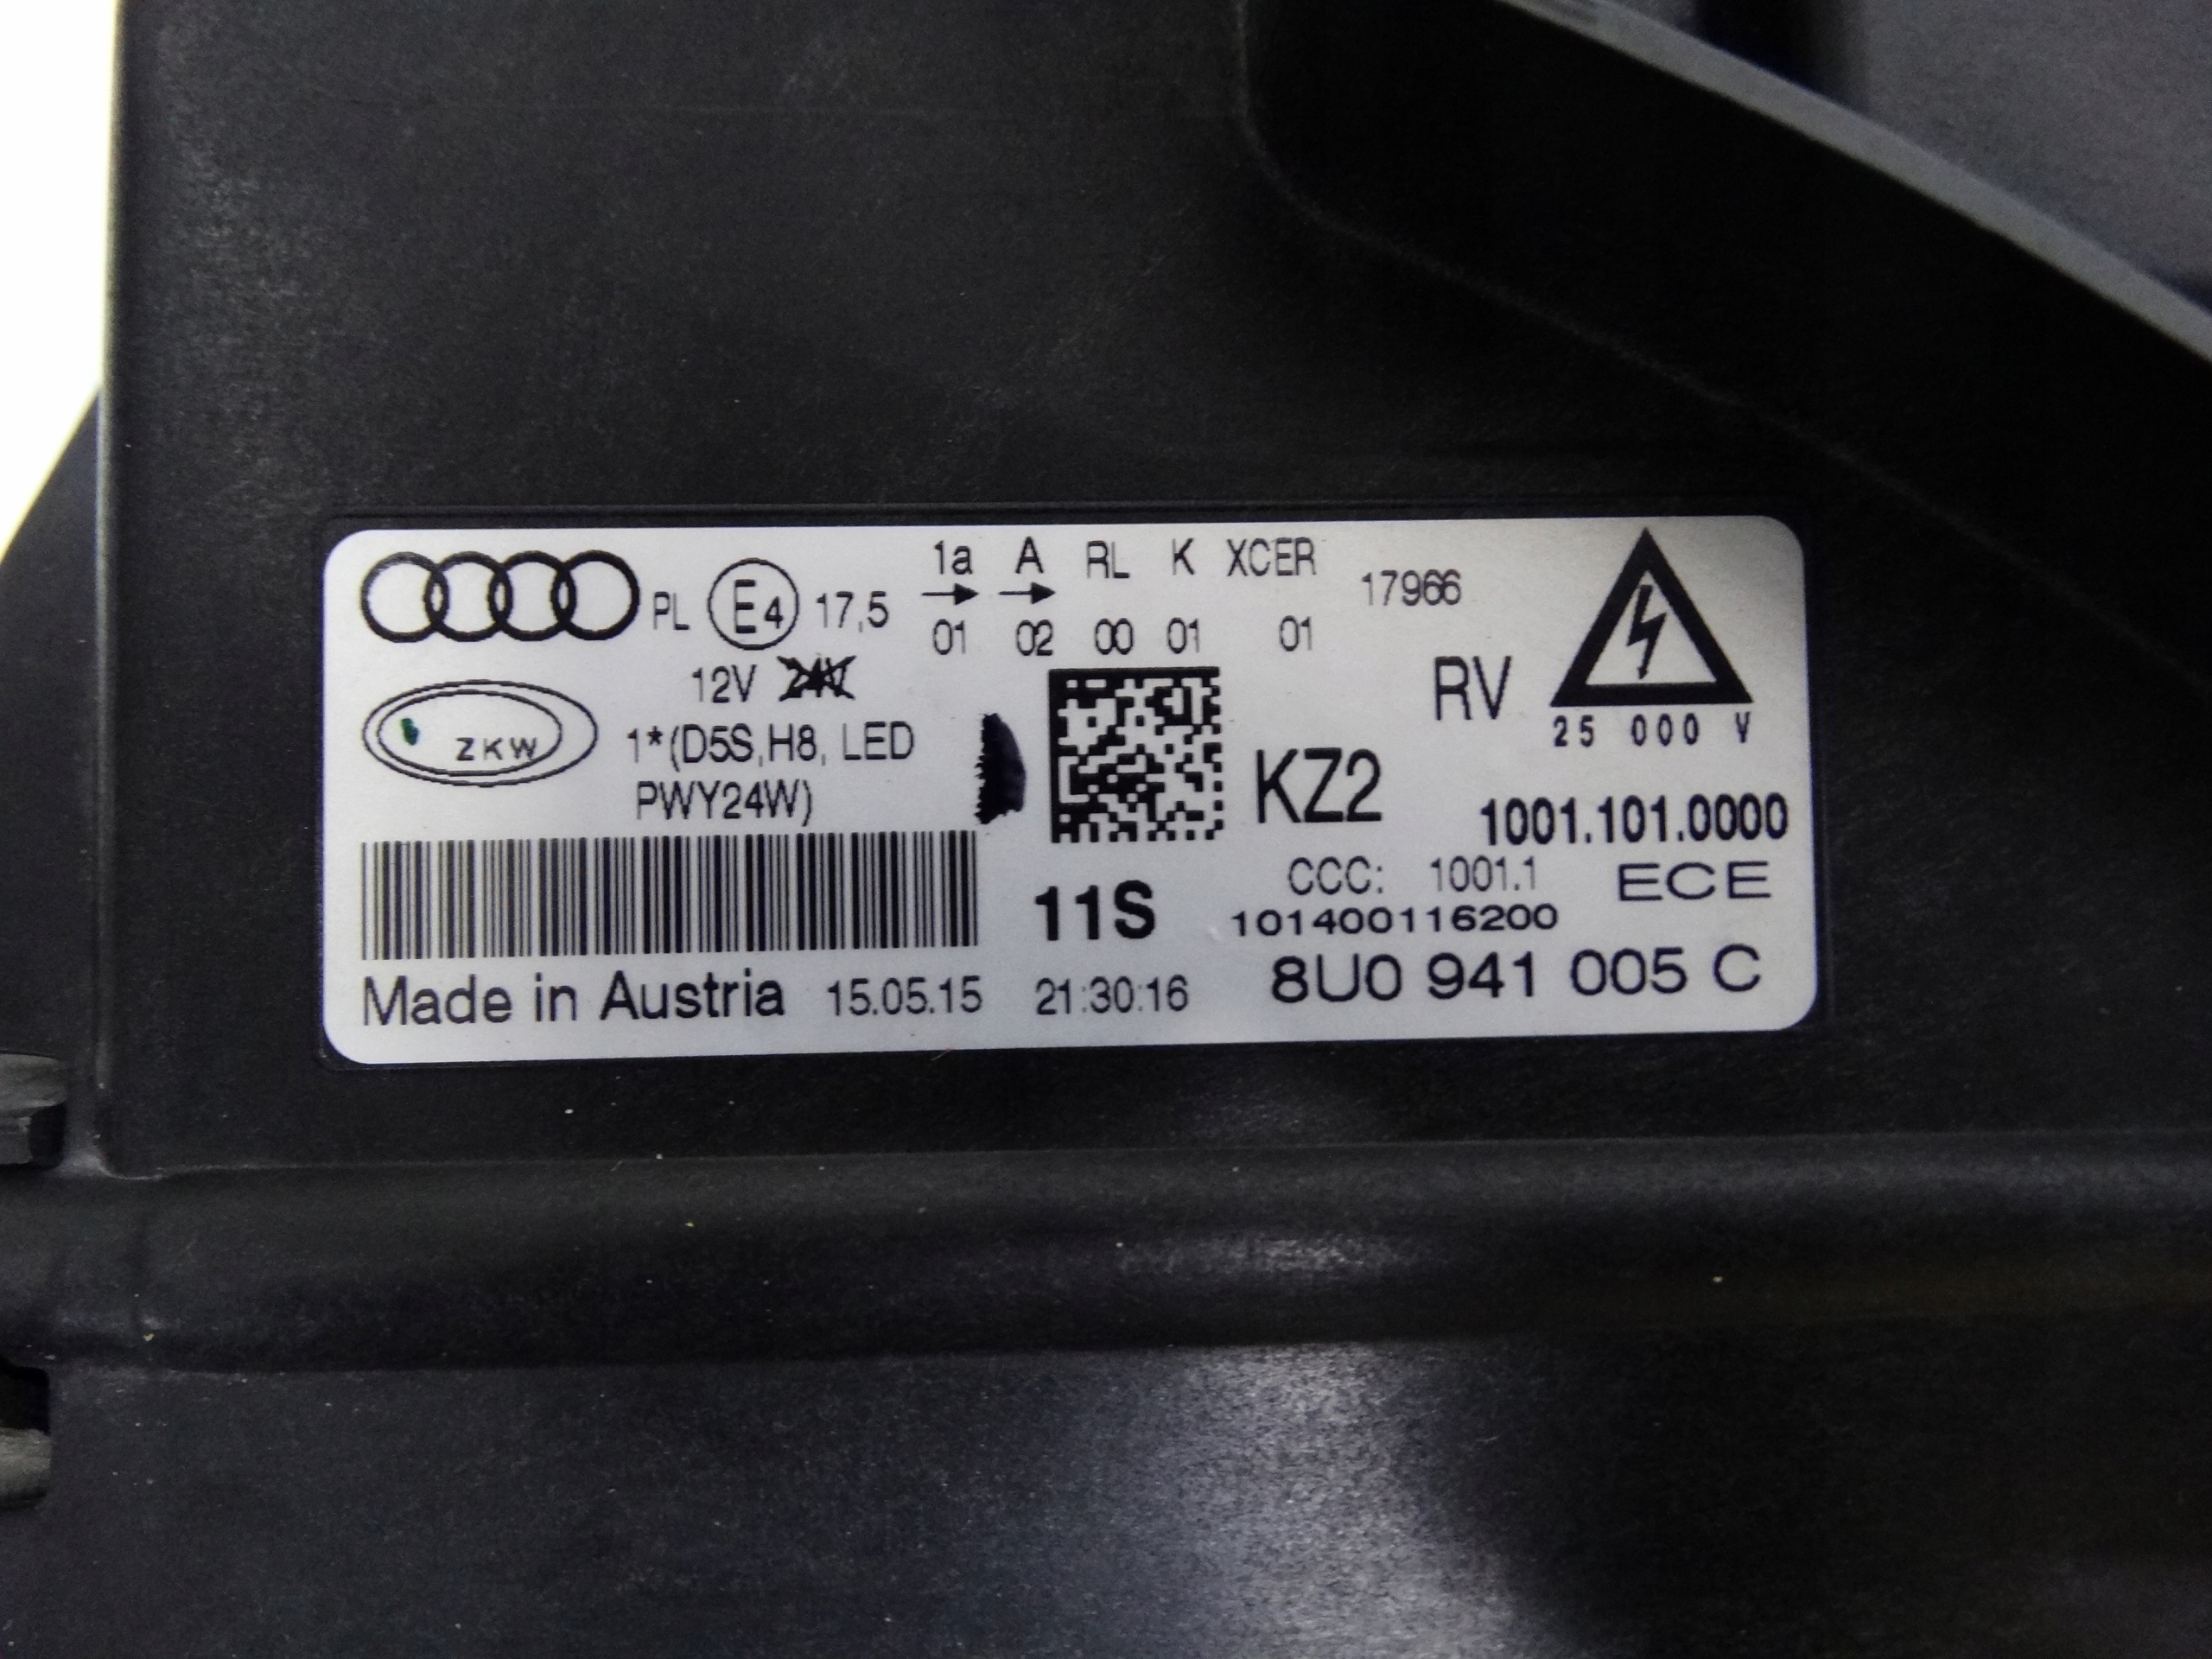 1a A RL K XCER 17966
PL E4 17,5 → →
01 02 00 01 01
12V 24V
RV
25 000 V
ZKW
1*(D5S,H8, LED
PWY24W)
KZ2
1001.101.0000
CCC: 1001.1 ECE
11S
101400116200
Made in Austria 15.05.15 21:30:16 8U0 941 005 C